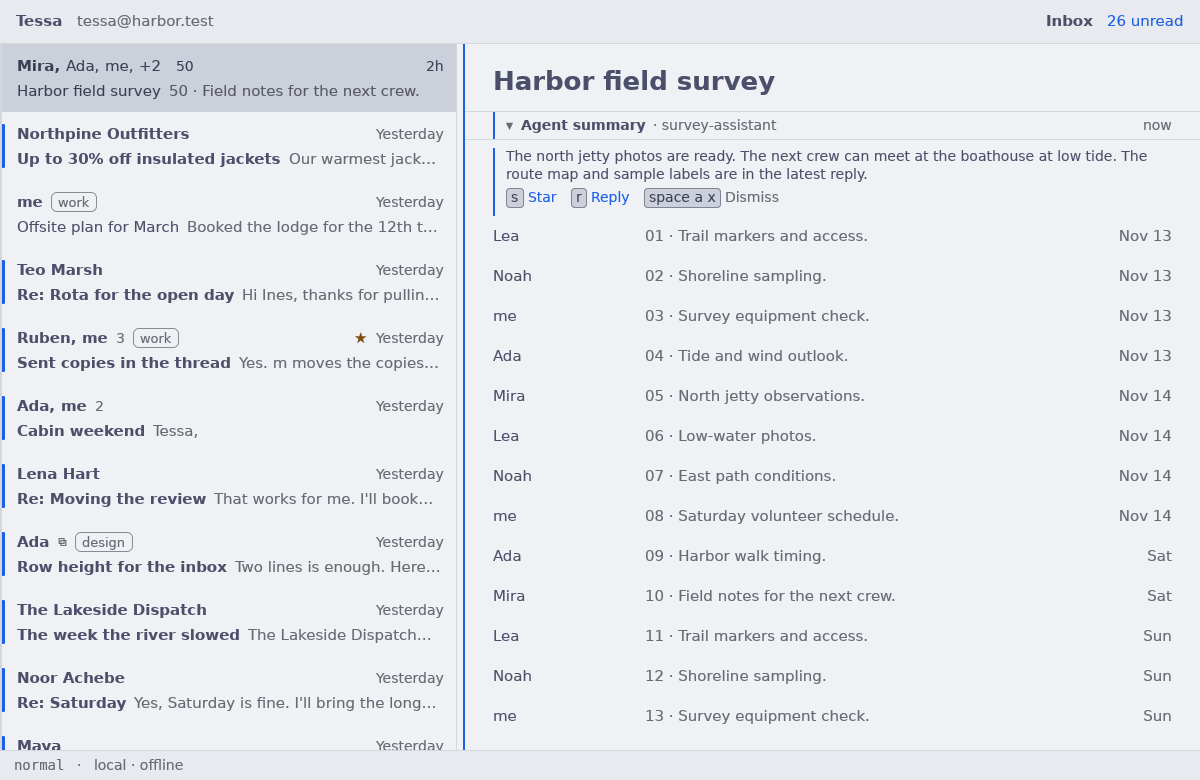 Tessa tessa@harbor.test
Inbox 26 unread
Mira, Ada, me, +2 50 2h
Harbor field survey 50 · Field notes for the next crew.
Northpine Outfitters Yesterday
Up to 30% off insulated jackets Our warmest jack…
me work Yesterday
Offsite plan for March Booked the lodge for the 12th t…
Teo Marsh Yesterday
Re: Rota for the open day Hi Ines, thanks for pullin…
Ruben, me 3 work ★ Yesterday
Sent copies in the thread Yes. m moves the copies…
Ada, me 2 Yesterday
Cabin weekend Tessa,
Lena Hart Yesterday
Re: Moving the review That works for me. I'll book…
Ada design Yesterday
Row height for the inbox Two lines is enough. Here…
The Lakeside Dispatch Yesterday
The week the river slowed The Lakeside Dispatch…
Noor Achebe Yesterday
Re: Saturday Yes, Saturday is fine. I'll bring the long…
Maya Yesterday
Harbor field survey
▾ Agent summary · survey-assistant now
The north jetty photos are ready. The next crew can meet at the boathouse at low tide. The
route map and sample labels are in the latest reply.
s Star r Reply space a x Dismiss
Lea 01 · Trail markers and access. Nov 13
Noah 02 · Shoreline sampling. Nov 13
me 03 · Survey equipment check. Nov 13
Ada 04 · Tide and wind outlook. Nov 13
Mira 05 · North jetty observations. Nov 14
Lea 06 · Low-water photos. Nov 14
Noah 07 · East path conditions. Nov 14
me 08 · Saturday volunteer schedule. Nov 14
Ada 09 · Harbor walk timing. Sat
Mira 10 · Field notes for the next crew. Sat
Lea 11 · Trail markers and access. Sun
Noah 12 · Shoreline sampling. Sun
me 13 · Survey equipment check. Sun
normal · local · offline